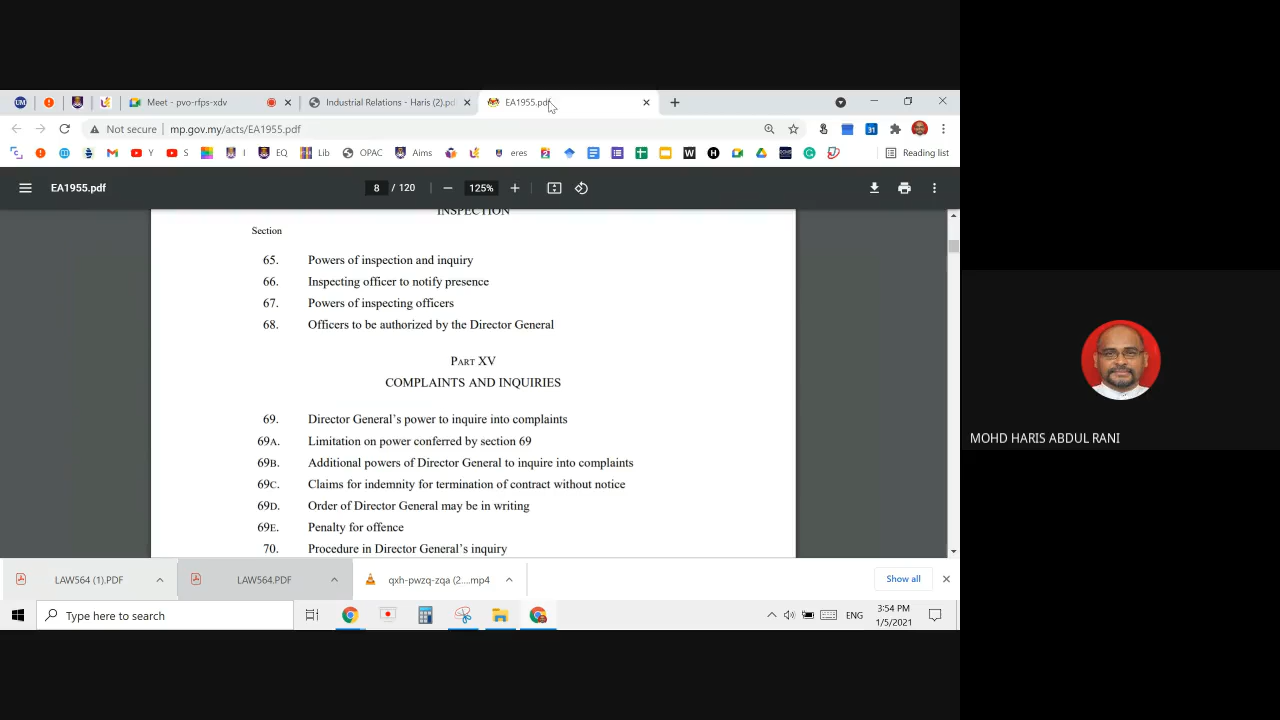 Meet - pvo-rfps-xdv
Industrial Relations - Haris (2).pd
EA1955.pdf
Not secure | mp.gov.my/acts/EA1955.pdf
Y S I EQ Lib OPAC Aims eres Reading list
EA1955.pdf 8 / 120 125%
INSPECTION
Section
65. Powers of inspection and inquiry
66. Inspecting officer to notify presence
67. Powers of inspecting officers
68. Officers to be authorized by the Director General
PART XV
COMPLAINTS AND INQUIRIES
69. Director General's power to inquire into complaints
69A. Limitation on power conferred by section 69
69B. Additional powers of Director General to inquire into complaints
69C. Claims for indemnity for termination of contract without notice
69D. Order of Director General may be in writing
69E. Penalty for offence
70. Procedure in Director General's inquiry
LAW564 (1).PDF LAW564.PDF qxh-pwzq-zqa (2....mp4 Show all
Type here to search
ENG
3:54 PM
1/5/2021
MOHD HARIS ABDUL RANI